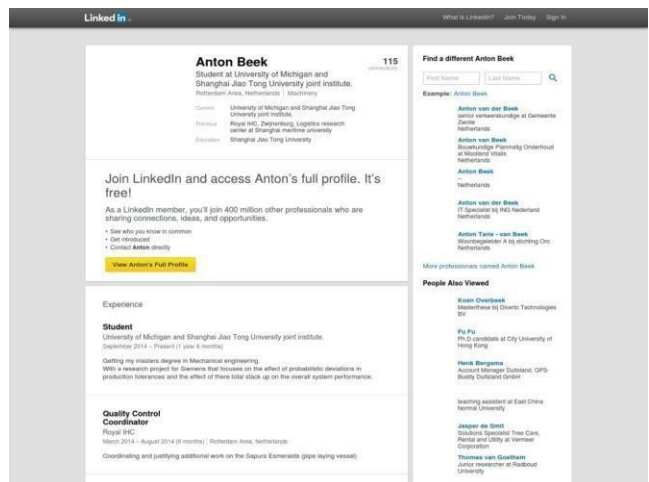 Linked in
What is LinkedIn? Join Today Sign In
Anton Beek
115
Student at University of Michigan and
Shanghai Jiao Tong University joint institute.
Rotterdam Area, Netherlands | Machinery
Current
University of Michigan and Shanghai Jiao Tong
University joint institute.
Previous
Royal IHC, Zwijnenburg, Logistics research
center at Shanghai maritime university
Education
Shanghai Jiao Tong University
Join LinkedIn and access Anton's full profile. It's
free!
As a LinkedIn member, you'll join 400 million other professionals who are
sharing connections, ideas, and opportunities.
• See who you know in common
• Get introduced
• Contact Anton directly
View Anton's Full Profile
Experience
Student
University of Michigan and Shanghai Jiao Tong University joint institute.
September 2014 – Present (1 year 9 months)
Getting my masters degree in Mechanical engineering.
With a research project for Siemens that focuses on the effect of probabilistic deviations in
production tolerances and the effect of there total stack up on the overall system performance.
Quality Control
Coordinator
Royal IHC
March 2014 – August 2014 (6 months) | Rotterdam Area, Netherlands
Coordinating and justifying additional work on the Sapura Esmeralda (pipe laying vessel)
Find a different Anton Beek
First Name
Last Name
Example: Anton Beek
Anton van der Beek
senior verkeerskundige at Gemeente
Zwolle
Netherlands
Anton van Beek
Bouwkundige Planmatig Onderhoud
at Mooiland Vitalis
Netherlands
Anton Beek
--
Netherlands
Anton van der Beek
IT Specialist bij ING Nederland
Netherlands
Anton Taris - van Beek
Woonbegeleider A bij stichting Oro
Netherlands
More professionals named Anton Beek
People Also Viewed
Koen Overbeek
Masterthese bij Diverto Technologies
BV
Fu Fu
Ph.D candidate at City University of
Hong Kong
Henk Bergsma
Account Manager Duitsland, GPS-
Buddy Duitsland GmbH
teaching assistant at East China
Normal University
Jasper de Smit
Solutions Specialist Tree Care,
Rental and Utility at Vermeer
Corporation
Thomas van Goethem
Junior researcher at Radboud
University